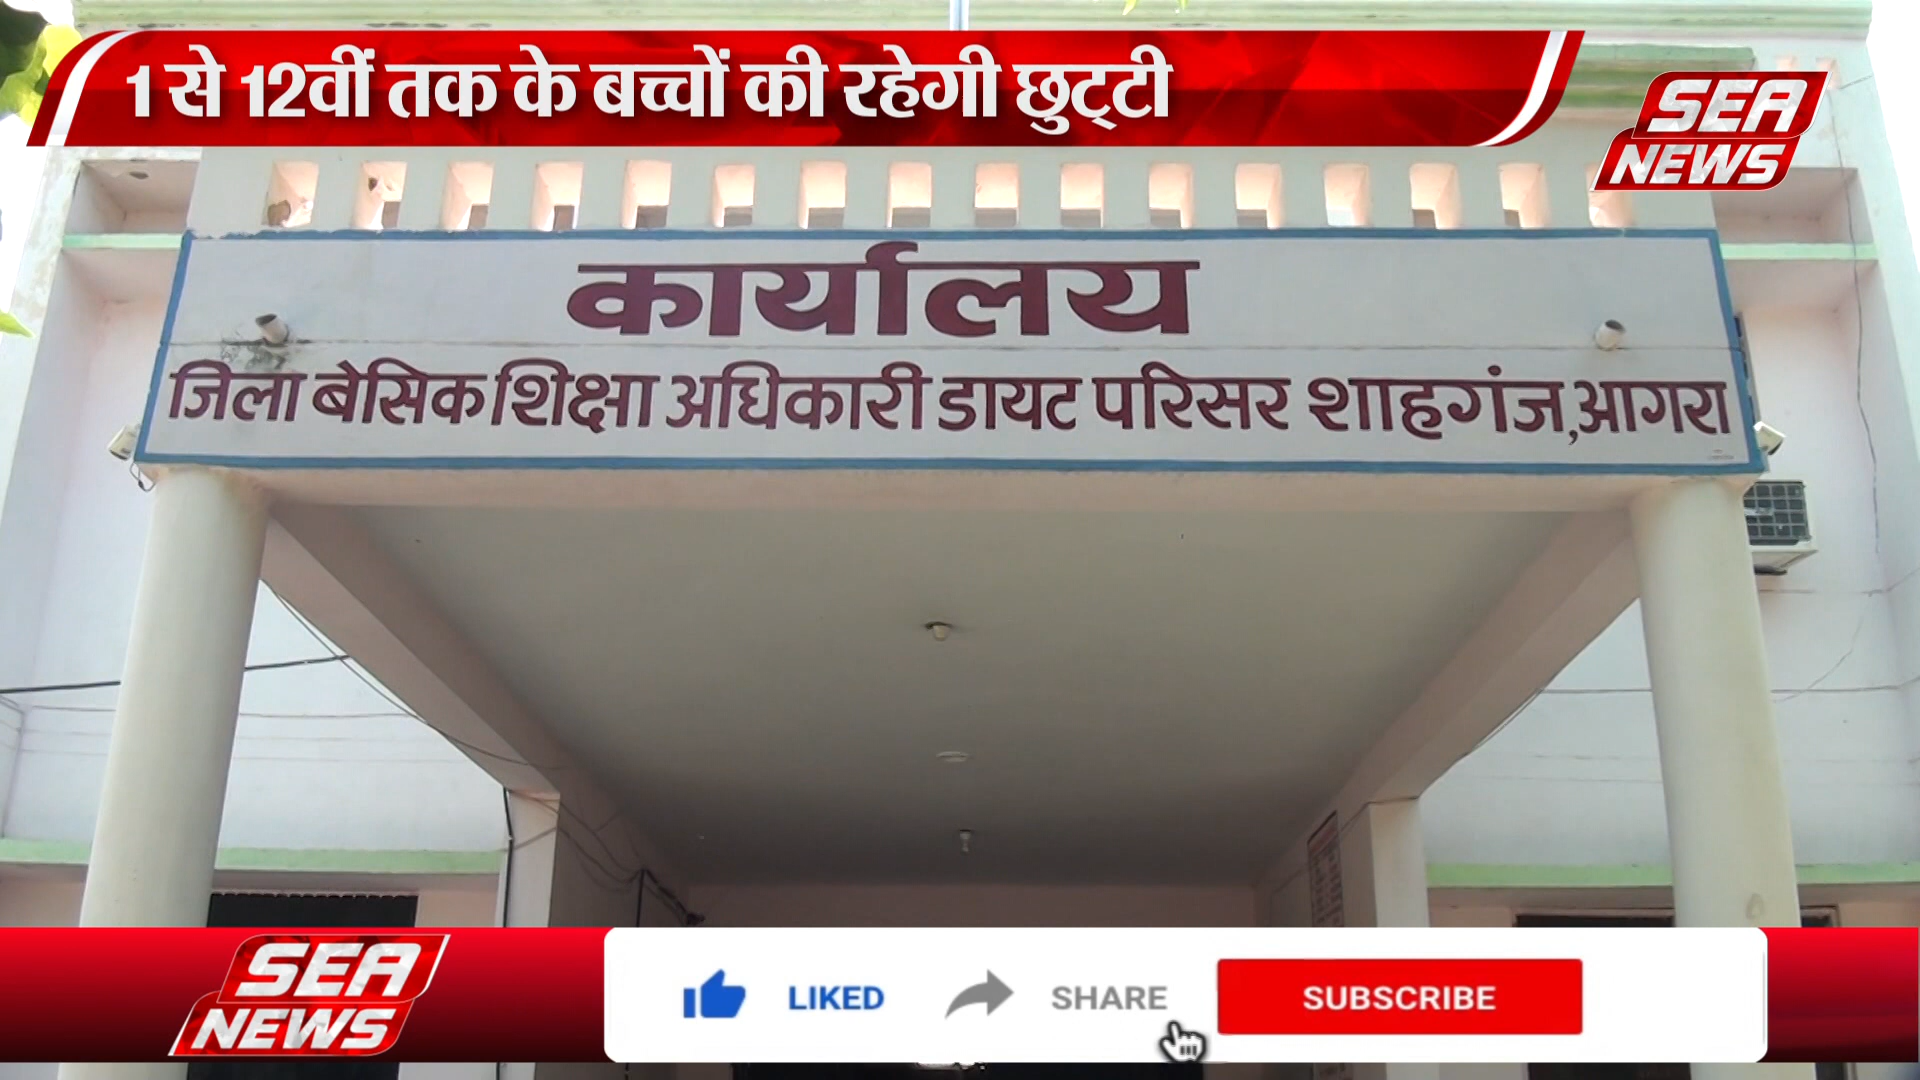 1 से 12वीं तक के बच्चों की रहेगी छुट्टी
SEA
NEWS
कार्यालय
जिला बेसिक शिक्षा अधिकारी डायट परिसर शाहगंज,आगरा
SEA
NEWS
LIKED
SHARE
SUBSCRIBE